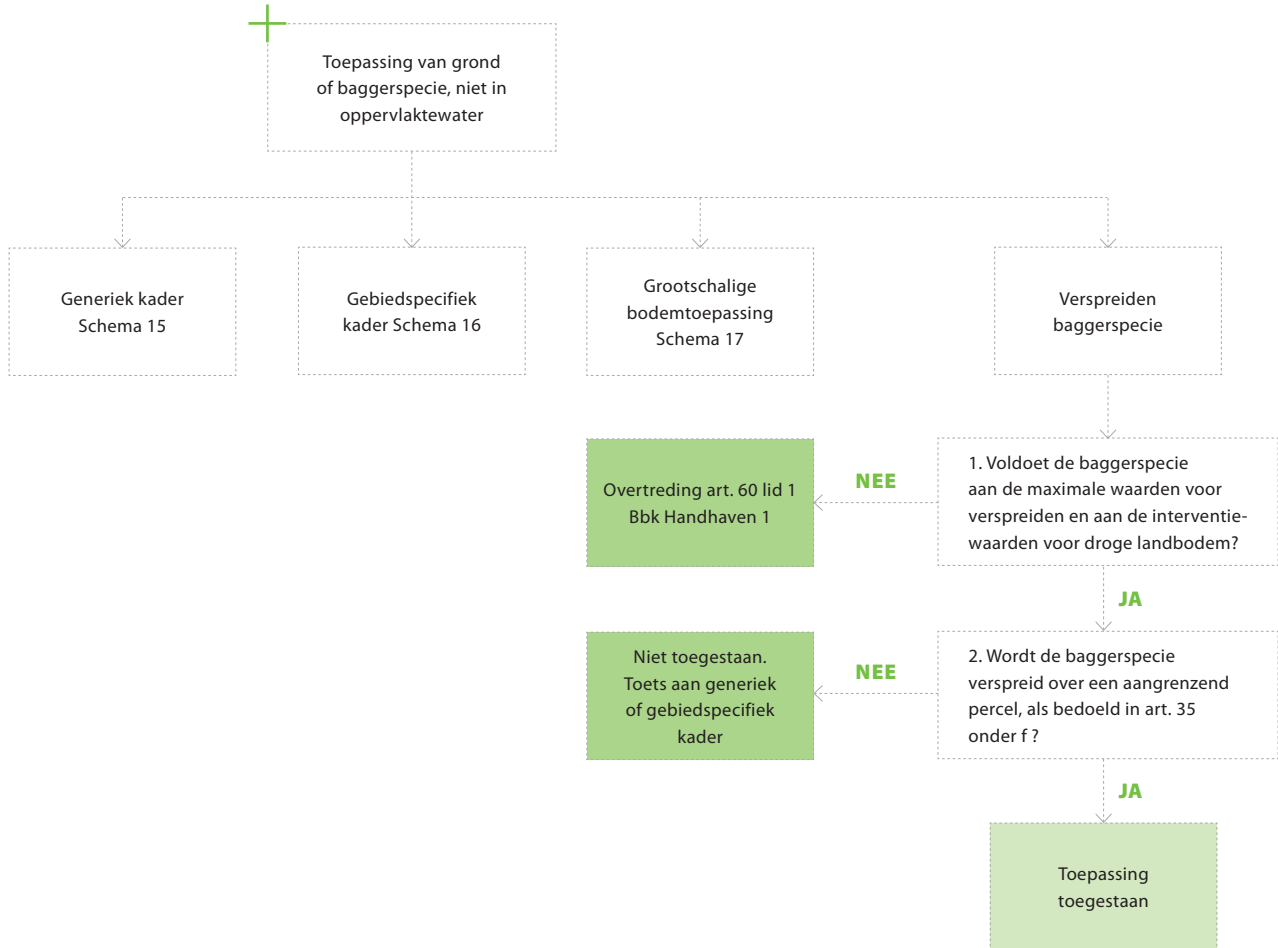 Toepassing van grond
of baggerspecie, niet in
oppervlaktewater
Generiek kader
Schema 15
Gebiedspecifiek
kader Schema 16
Grootschalige
bodemtoepassing
Schema 17
Verspreiden
baggerspecie
1. Voldoet de baggerspecie
aan de maximale waarden voor
verspreiden en aan de interventie-
waarden voor droge landbodem?
NEE
Overtreding art. 60 lid 1
Bbk Handhaven 1
JA
2. Wordt de baggerspecie
verspreid over een aangrenzend
percel, als bedoeld in art. 35
onder f ?
NEE
Niet toegestaan.
Toets aan generiek
of gebiedspecifiek
kader
JA
Toepassing
toegestaan